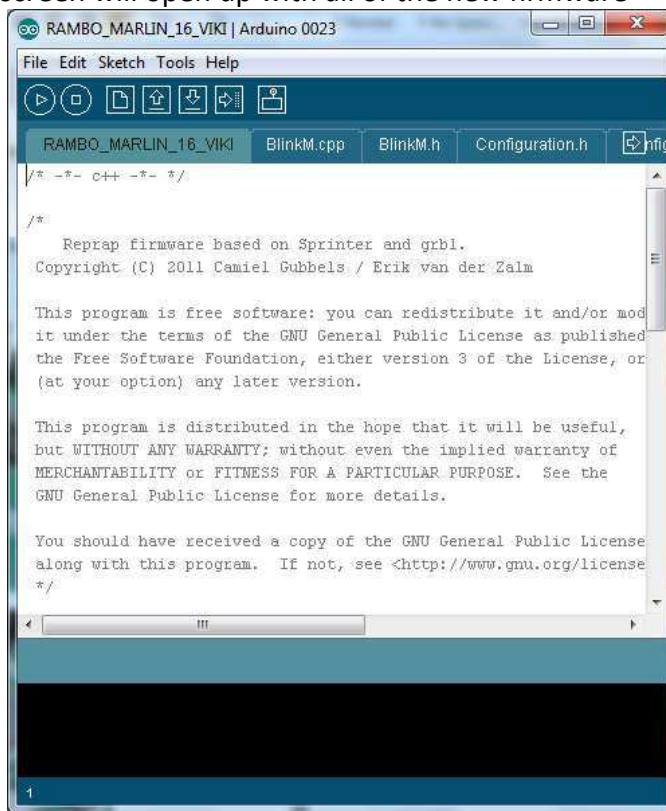 screen will open up with all of the new firmware
RAMBO_MARLIN_16_VIKI | Arduino 0023
File Edit Sketch Tools Help
RAMBO_MARLIN_16_VIKI BlinkM.cpp BlinkM.h Configuration.h nfig
/* -*- c++ -*- */
/*
Reprap firmware based on Sprinter and grbl.
Copyright (C) 2011 Camiel Gubbels / Erik van der Zalm
This program is free software: you can redistribute it and/or mod
it under the terms of the GNU General Public License as published
the Free Software Foundation, either version 3 of the License, or
(at your option) any later version.
This program is distributed in the hope that it will be useful,
but WITHOUT ANY WARRANTY; without even the implied warranty of
MERCHANTABILITY or FITNESS FOR A PARTICULAR PURPOSE. See the
GNU General Public License for more details.
You should have received a copy of the GNU General Public License
along with this program. If not, see <http://www.gnu.org/license
*/
1